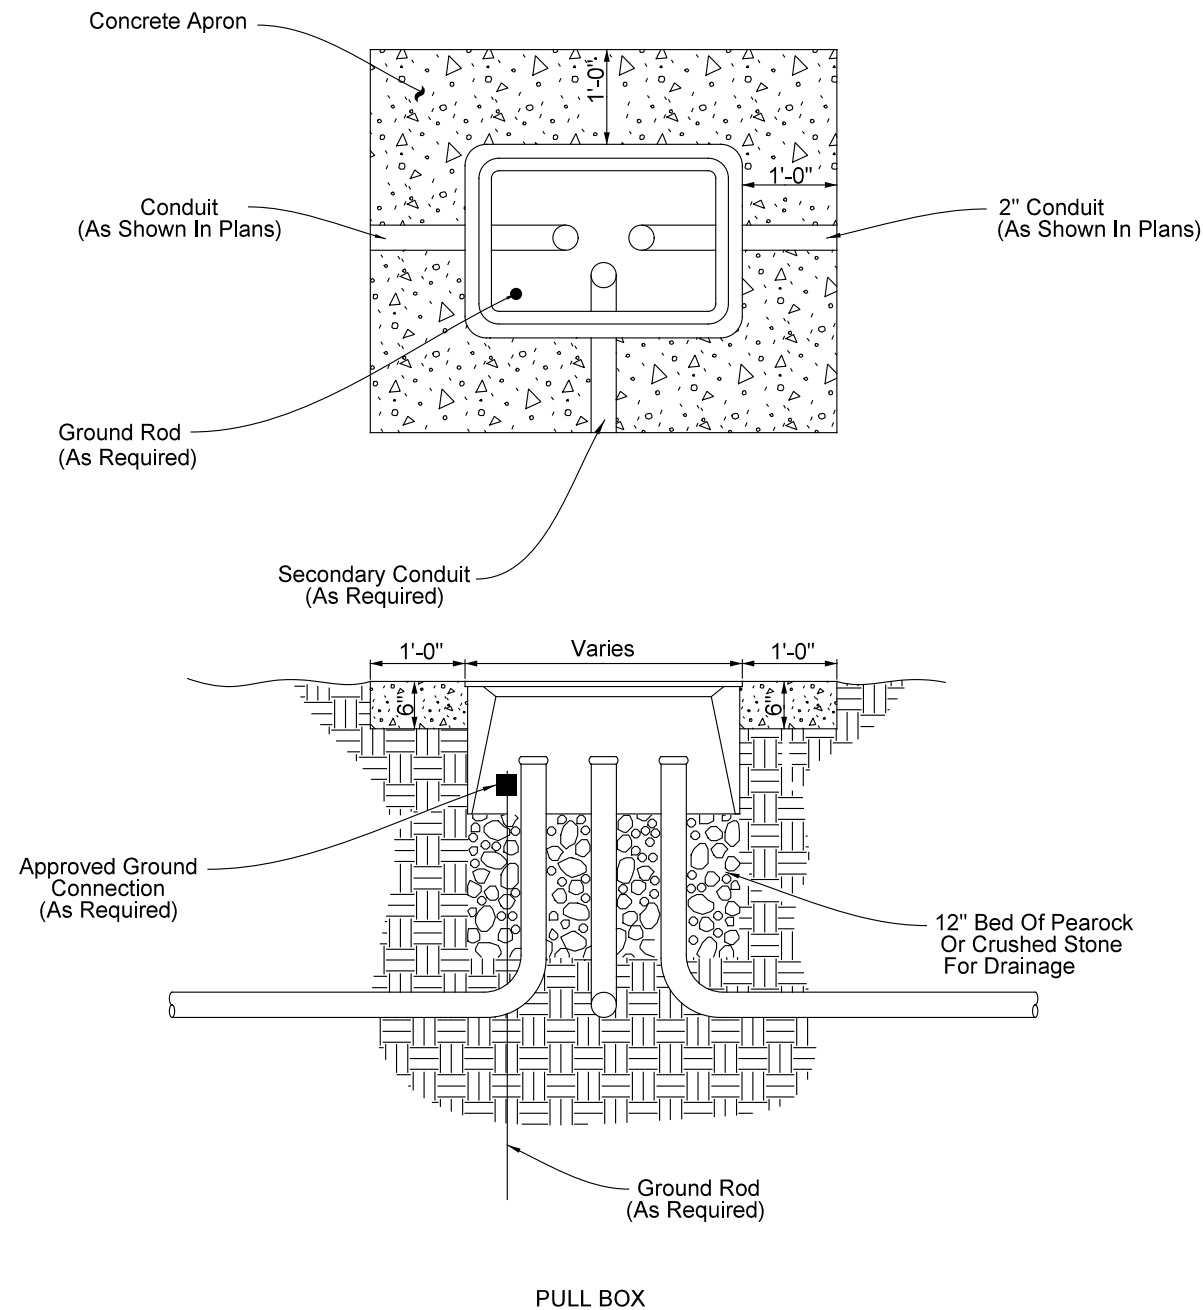 Concrete Apron
1'-0"
1'-0"
Conduit
(As Shown In Plans)
2" Conduit
(As Shown In Plans)
Ground Rod
(As Required)
Secondary Conduit
(As Required)
1'-0"
Varies
1'-0"
6"
6"
Approved Ground
Connection
(As Required)
12" Bed Of Pearock
Or Crushed Stone
For Drainage
Ground Rod
(As Required)
PULL BOX